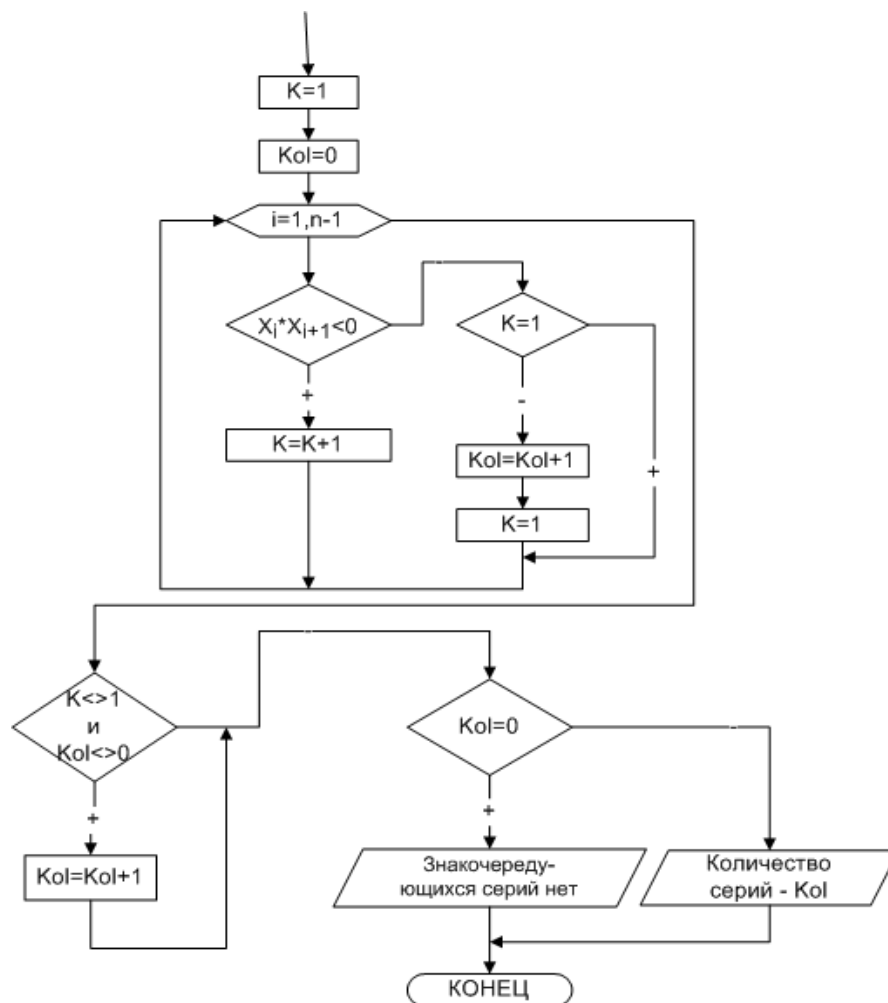 K=1
Kol=0
i=1,n-1
-
Xi*Xi+1<0
K=1
+
-
K=K+1
Kol=Kol+1
+
K=1
-
K<>1
и
Kol<>0
Kol=0
-
+
+
Kol=Kol+1
Знакочереду-
ющихся серий нет
Количество
серий - Kol
КОНЕЦ